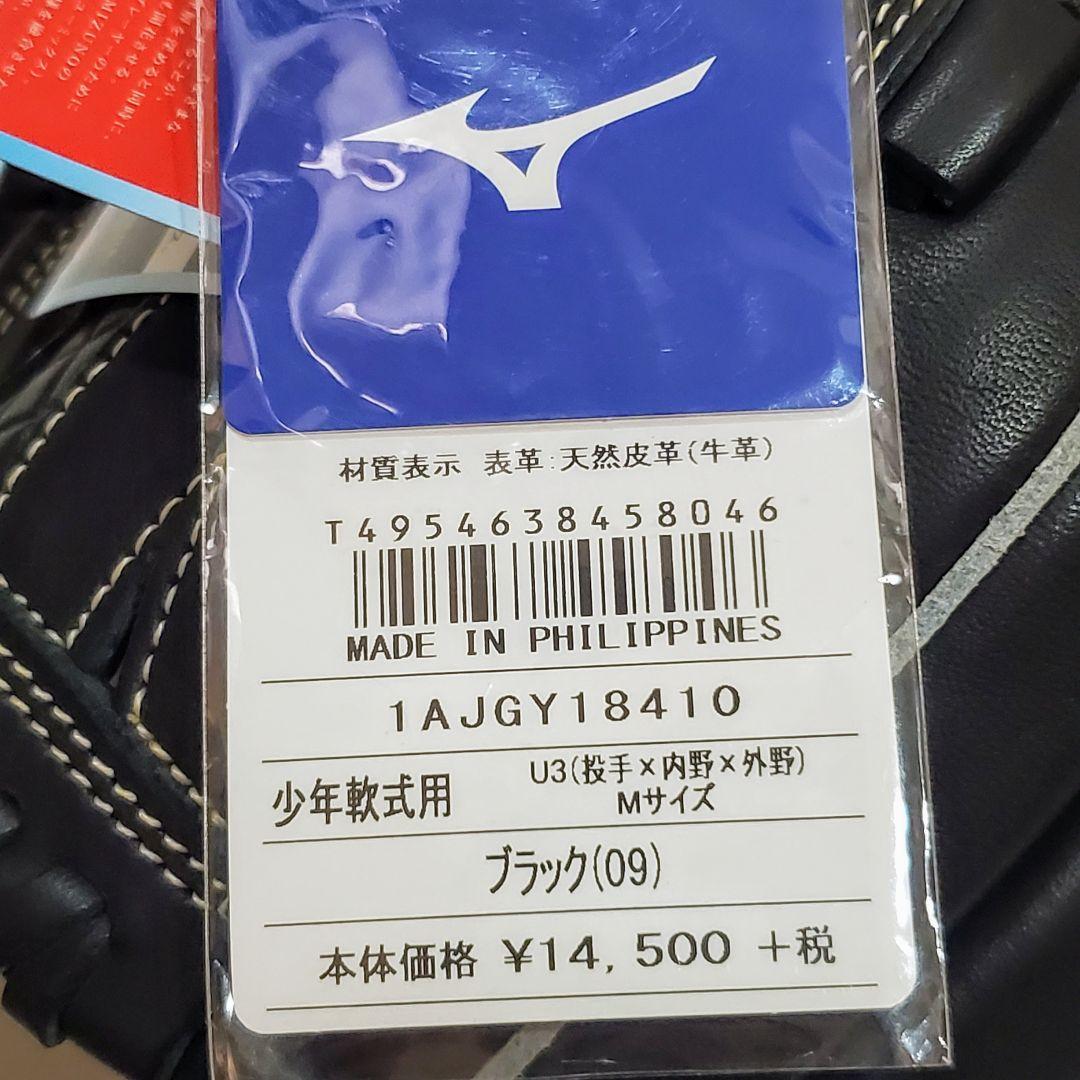 材質表示 表革:天然皮革(牛革)
T4954638458046
MADE IN PHILIPPINES
1AJGY18410
少年軟式用
U3(投手×内野×外野)
Mサイズ
ブラック(09)
本体価格 ¥14,500 +税